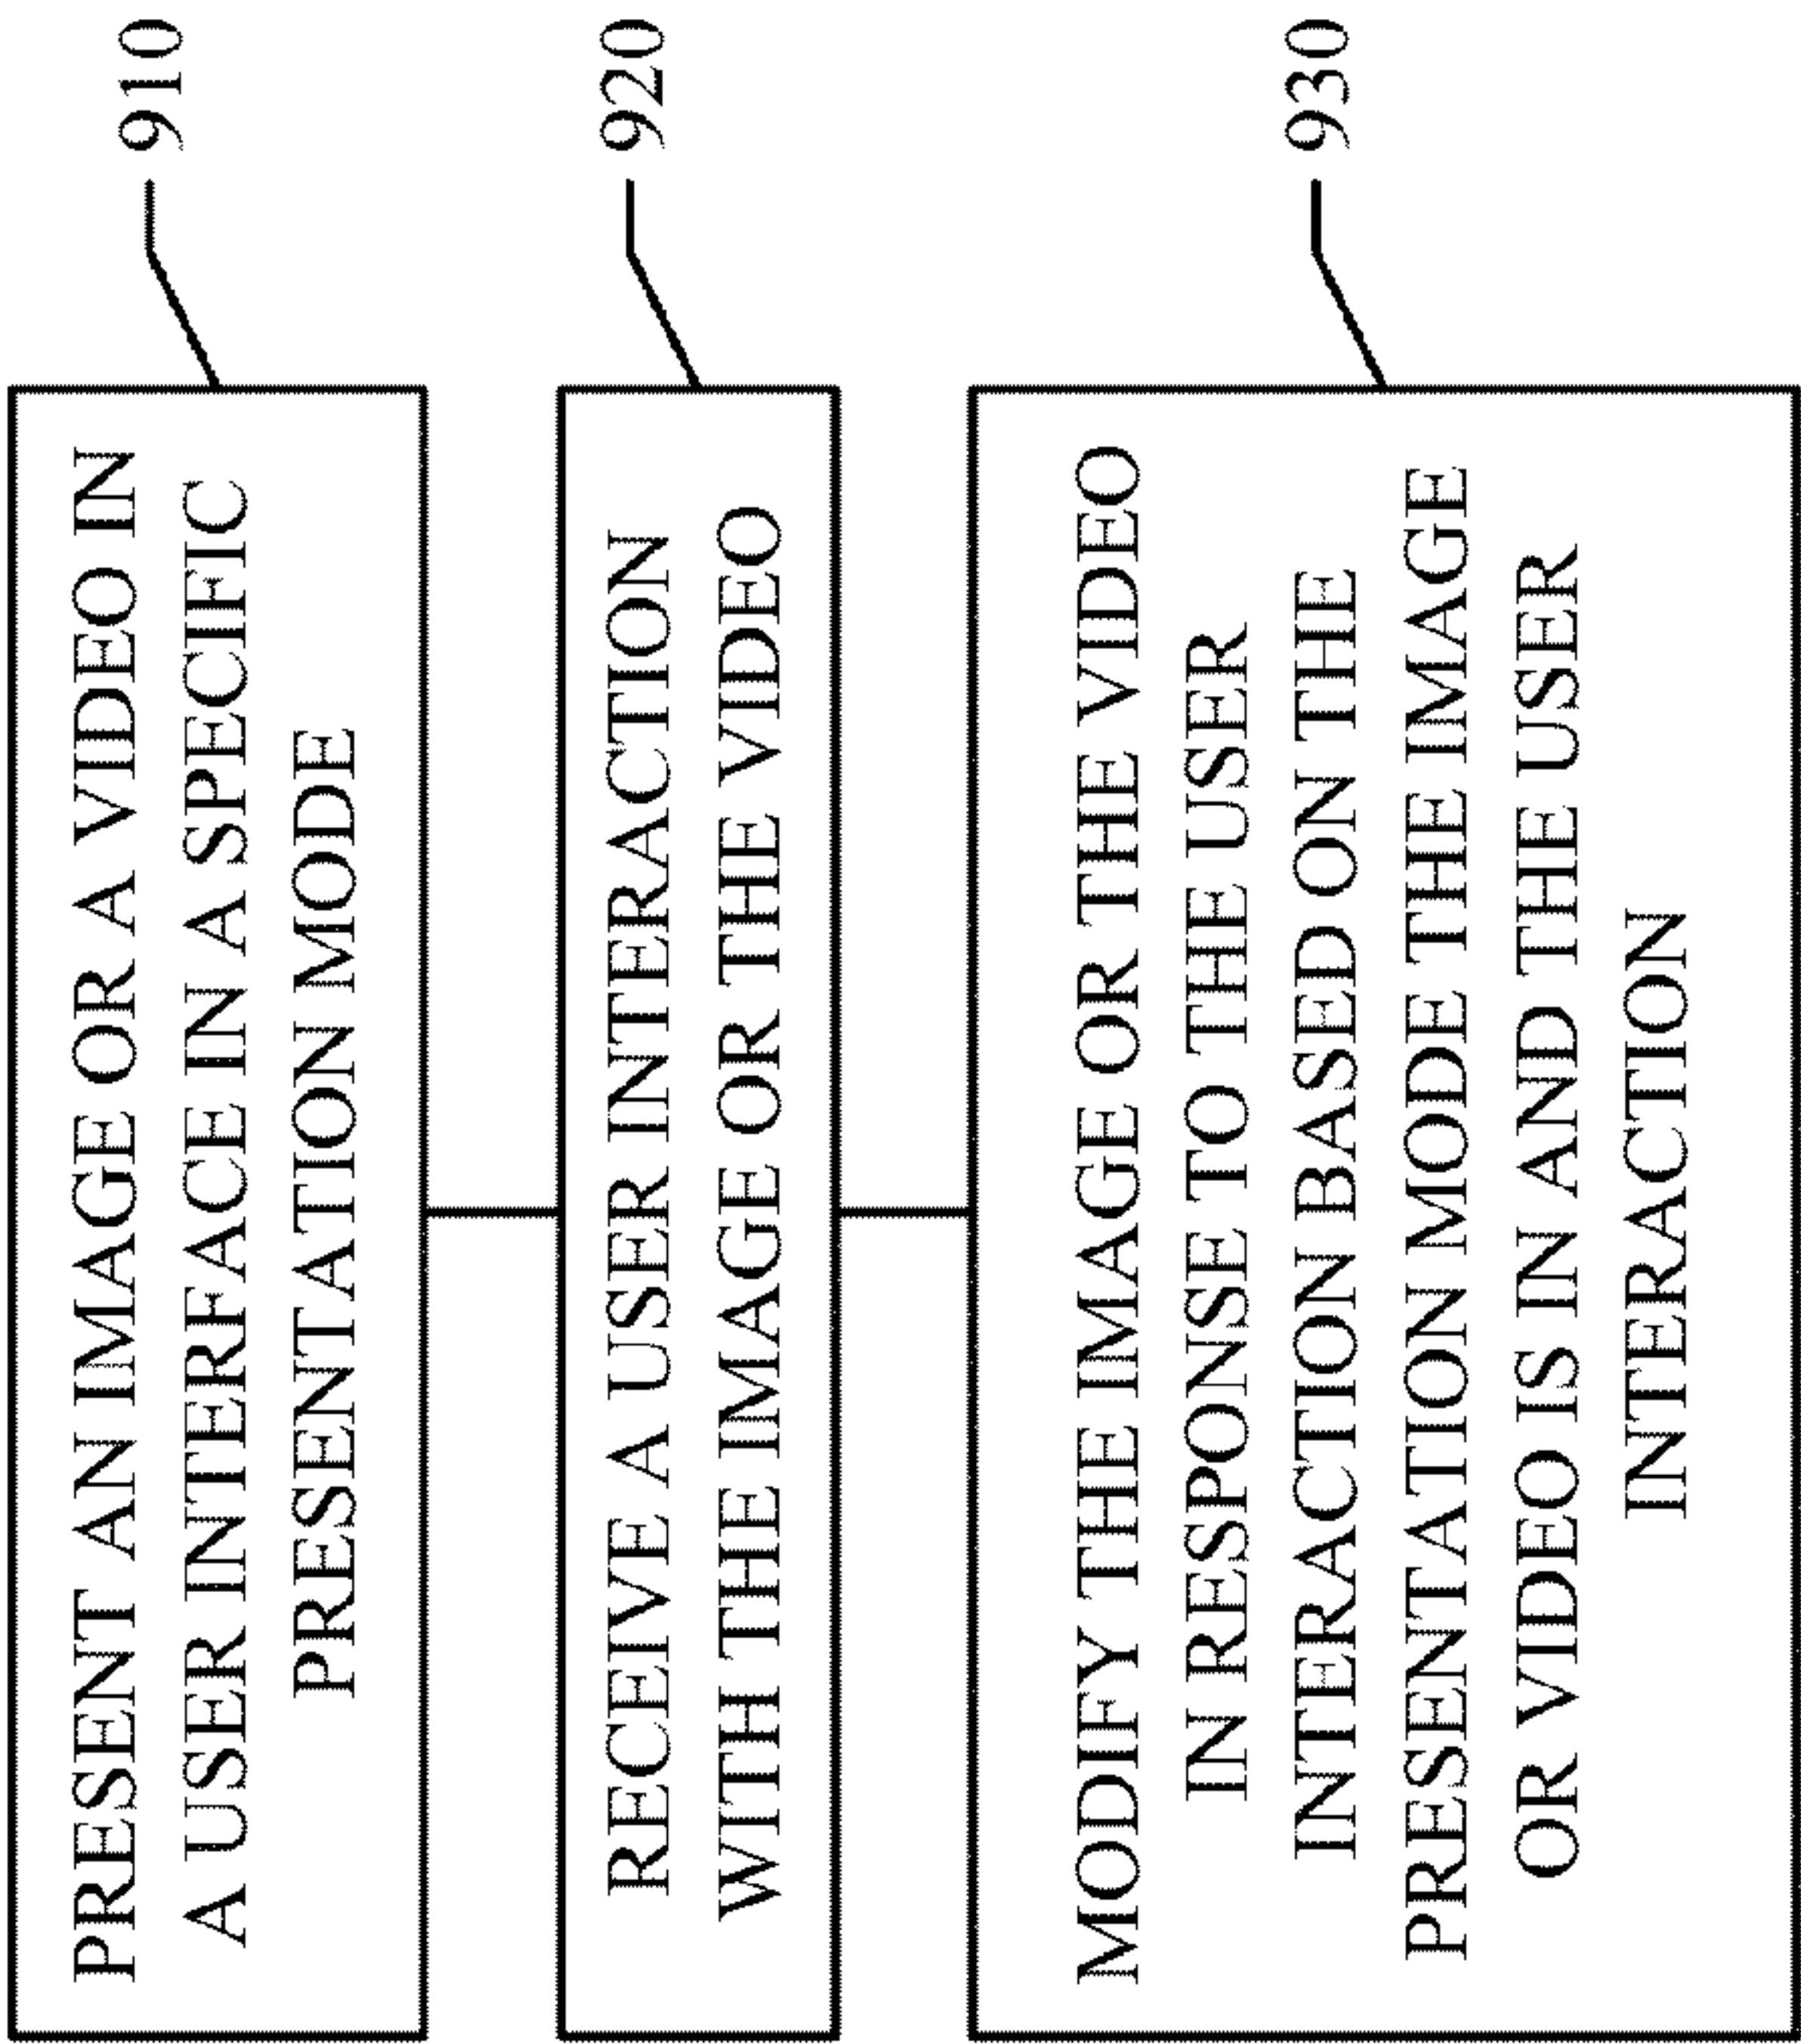 PRESENT AN IMAGE OR A VIDEO IN
A USER INTERFACE IN A SPECIFIC
PRESENTATION MODE
910
RECEIVE A USER INTERACTION
WITH THE IMAGE OR THE VIDEO
920
MODIFY THE IMAGE OR THE VIDEO
IN RESPONSE TO THE USER
INTERACTION BASED ON THE
PRESENTATION MODE THE IMAGE
OR VIDEO IS IN AND THE USER
INTERACTION
930